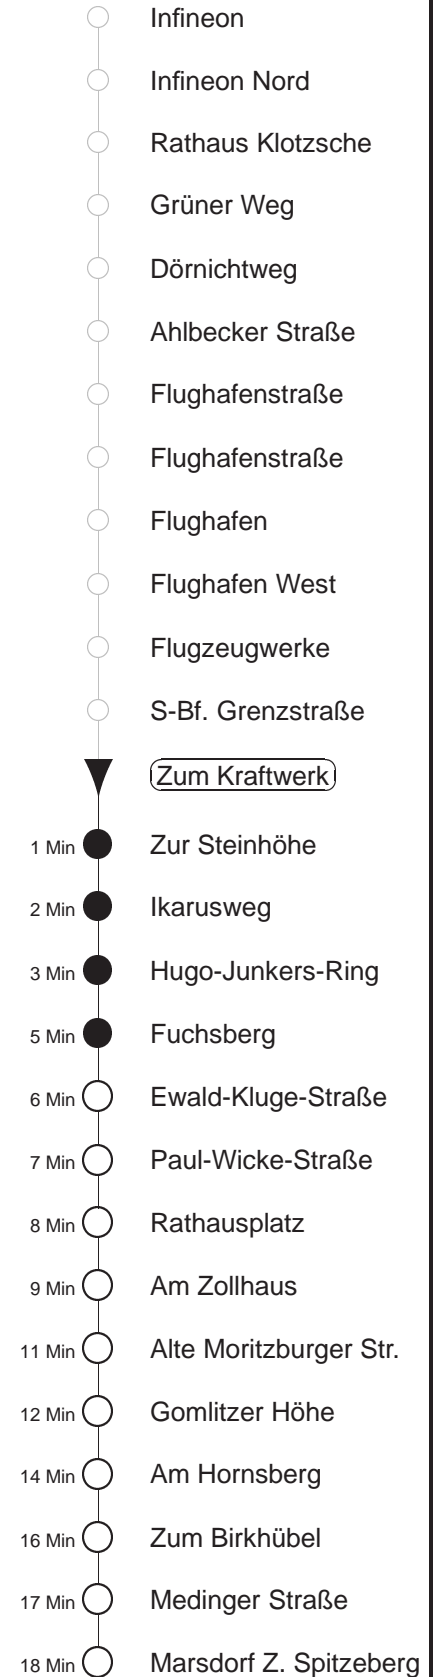 Infineon
Infineon Nord
Rathaus Klotzsche
Grüner Weg
Dörnichtweg
Ahlbecker Straße
Flughafenstraße
Flughafenstraße
Flughafen
Flughafen West
Flugzeugwerke
S-Bf. Grenzstraße
Zum Kraftwerk
1 Min Zur Steinhöhe
2 Min Ikarusweg
3 Min Hugo-Junkers-Ring
5 Min Fuchsberg
6 Min Ewald-Kluge-Straße
7 Min Paul-Wicke-Straße
8 Min Rathausplatz
9 Min Am Zollhaus
11 Min Alte Moritzburger Str.
12 Min Gomlitzer Höhe
14 Min Am Hornsberg
16 Min Zum Birkhübel
17 Min Medinger Straße
18 Min Marsdorf Z. Spitzeberg